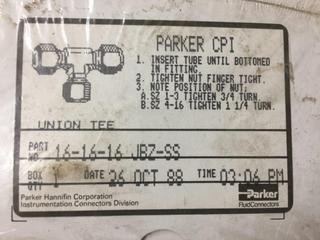 PARKER CPI
1. INSERT TUBE UNTIL BOTTOMED
IN FITTING.
2. TIGHTEN NUT FINGER TIGHT.
3. NOTE POSITION OF NUT;
A.SZ 1-3 TIGHTEN 3/4 TURN.
B.SZ 4-16 TIGHTEN 1 1/4 TURN.
UNION TEE
PART NO. 16-16-16 JBZ-SS
BOX QTY 1 DATE 26 OCT 88 TIME 03:06 PM
Parker Hannifin Corporation
Instrumentation Connectors Division
Parker
FluidConnectors